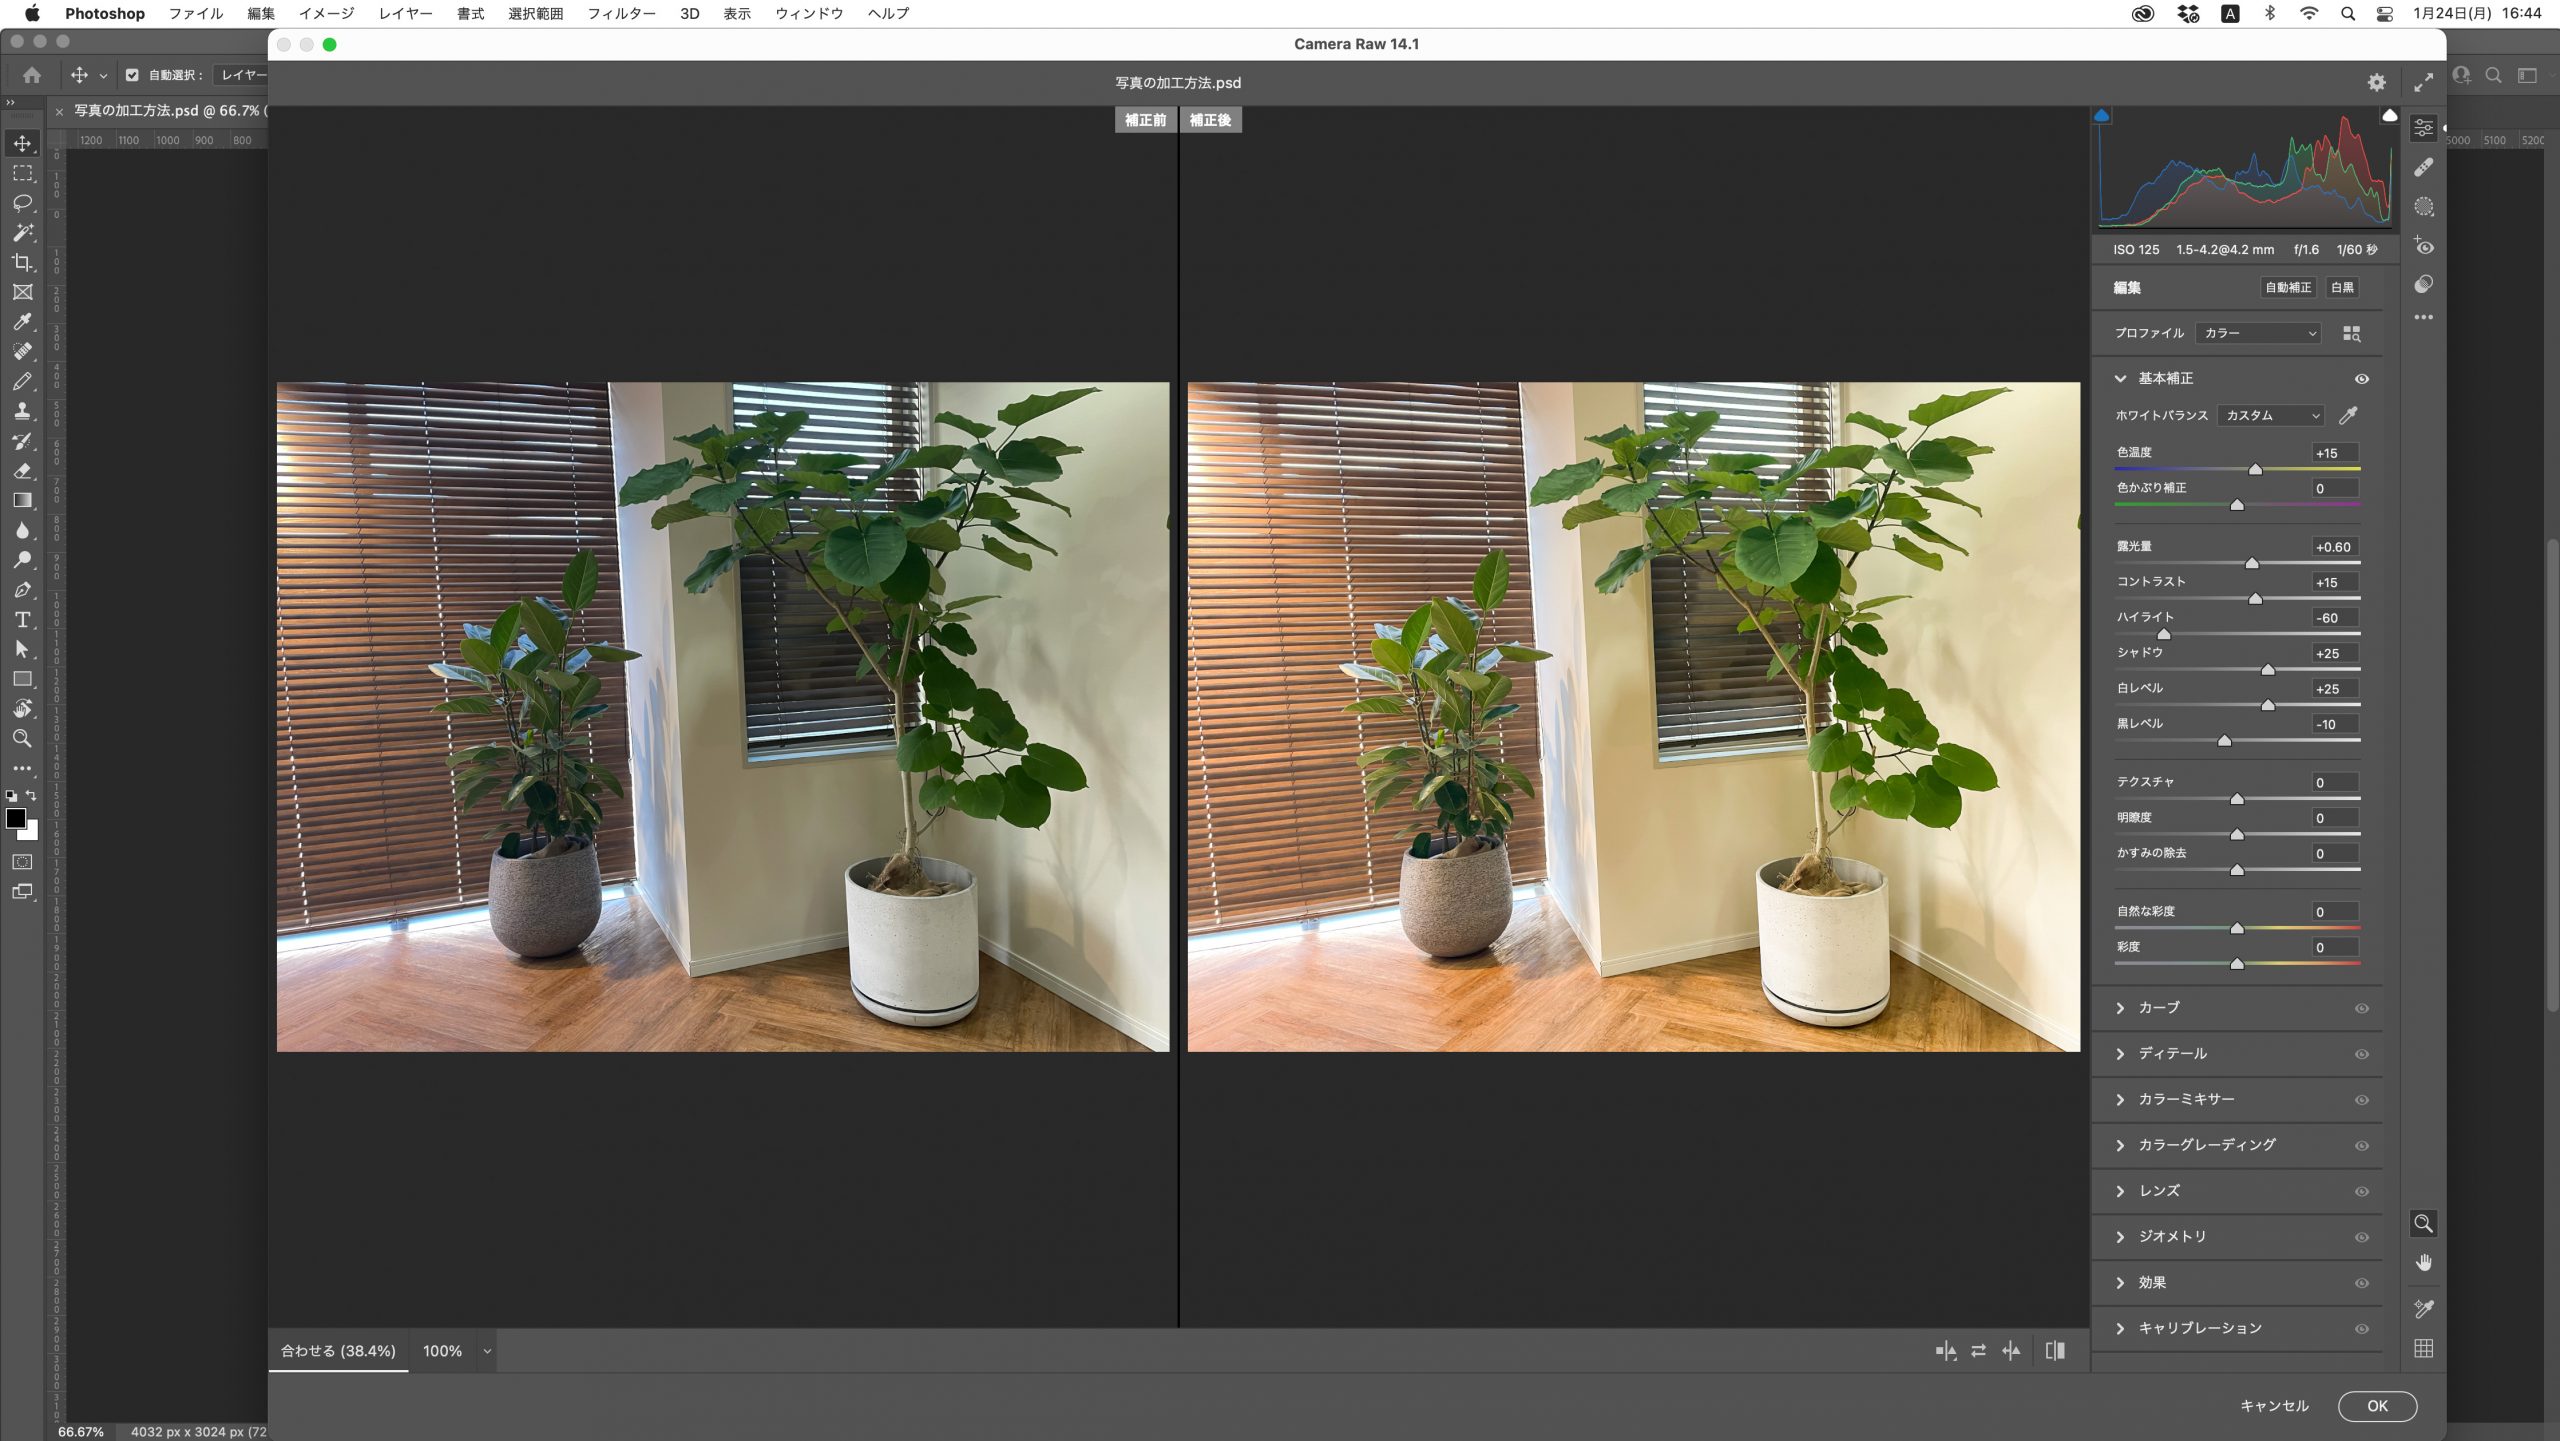 Photoshop ファイル 編集 イメージ レイヤー 書式 選択範囲 フィルター 3D 表示 ウィンドウ ヘルプ A 1月24日(月) 16:44
Camera Raw 14.1
自動選択： レイヤー
写真の加工方法.psd
写真の加工方法.psd @ 66.7% (
1200 1100 1000 900 800
5000 5100 5200
補正前 補正後
ISO 125 1.5-4.2@4.2 mm f/1.6 1/60 秒
編集 自動補正 白黒
プロファイル カラー
基本補正
ホワイトバランス カスタム
色温度 +15
色かぶり補正 0
露光量 +0.60
コントラスト +15
ハイライト -60
シャドウ +25
白レベル +25
黒レベル -10
テクスチャ 0
明瞭度 0
かすみの除去 0
自然な彩度 0
彩度 0
カーブ
ディテール
カラーミキサー
カラーグレーディング
レンズ
ジオメトリ
効果
キャリブレーション
合わせる (38.4%) 100%
キャンセル OK
66.67% 4032 px x 3024 px (72